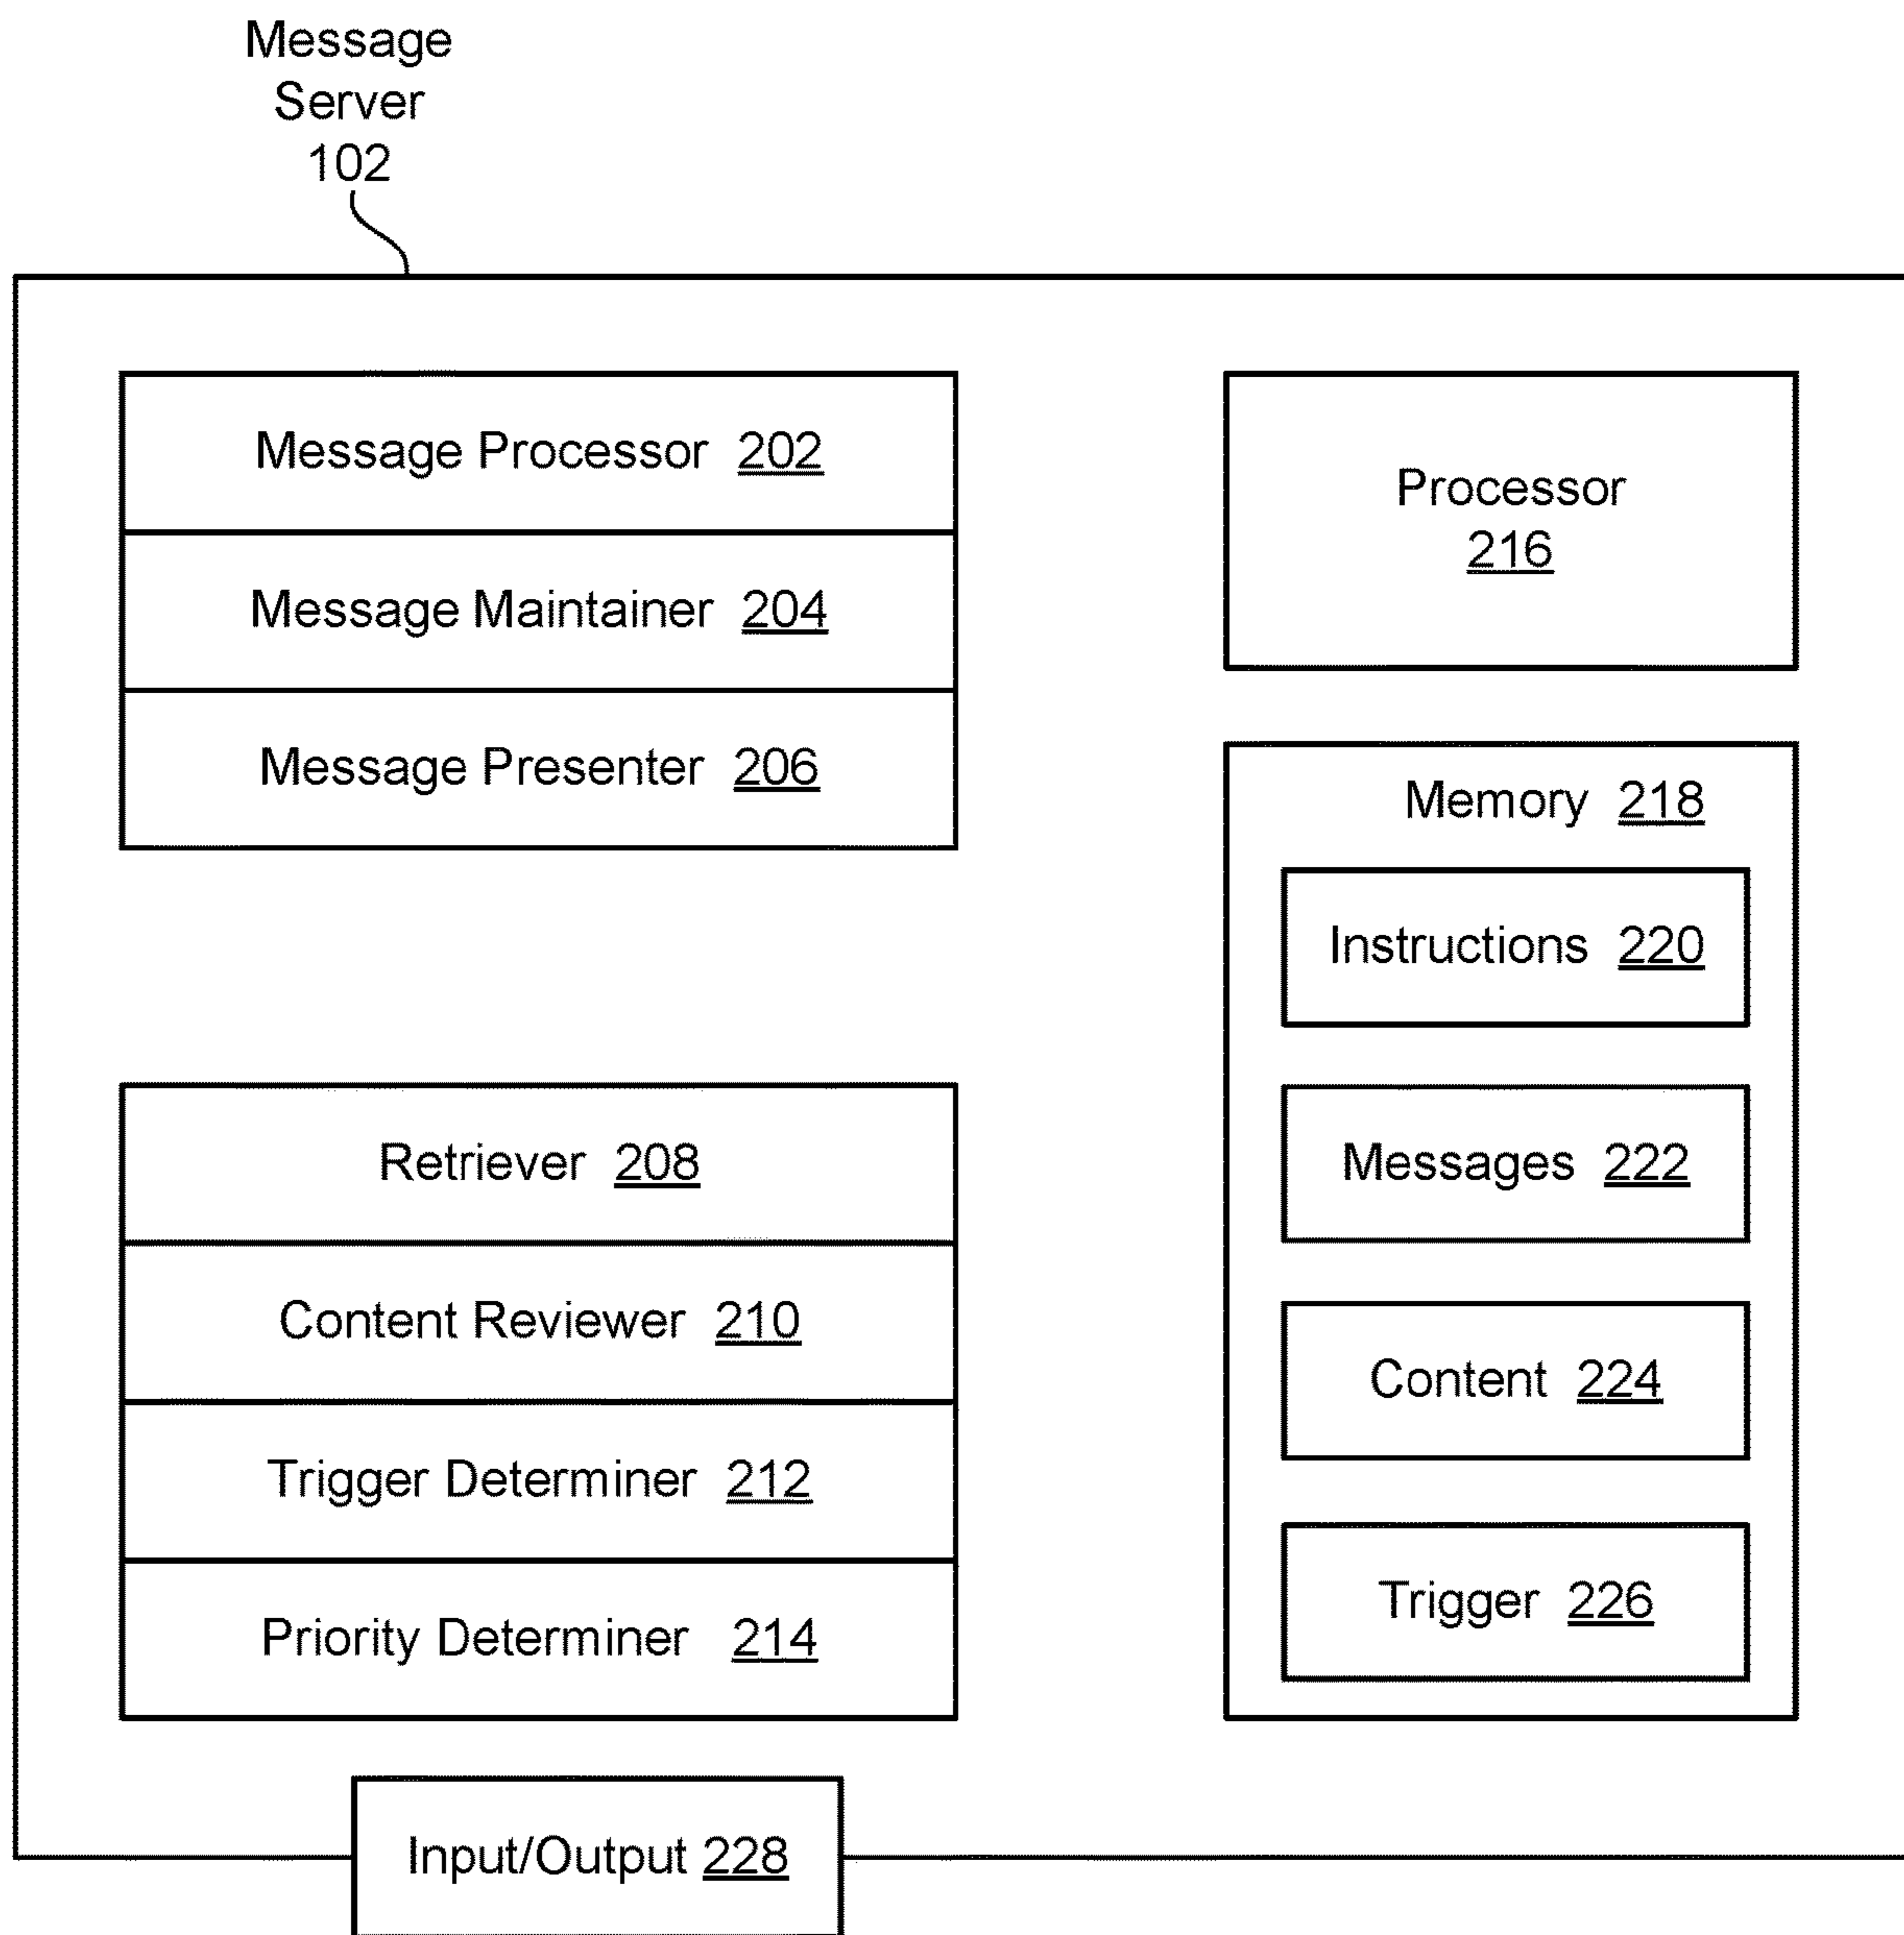 Message
Server
102
Message Processor 202
Message Maintainer 204
Message Presenter 206
Retriever 208
Content Reviewer 210
Trigger Determiner 212
Priority Determiner 214
Processor
216
Memory 218
Instructions 220
Messages 222
Content 224
Trigger 226
Input/Output 228